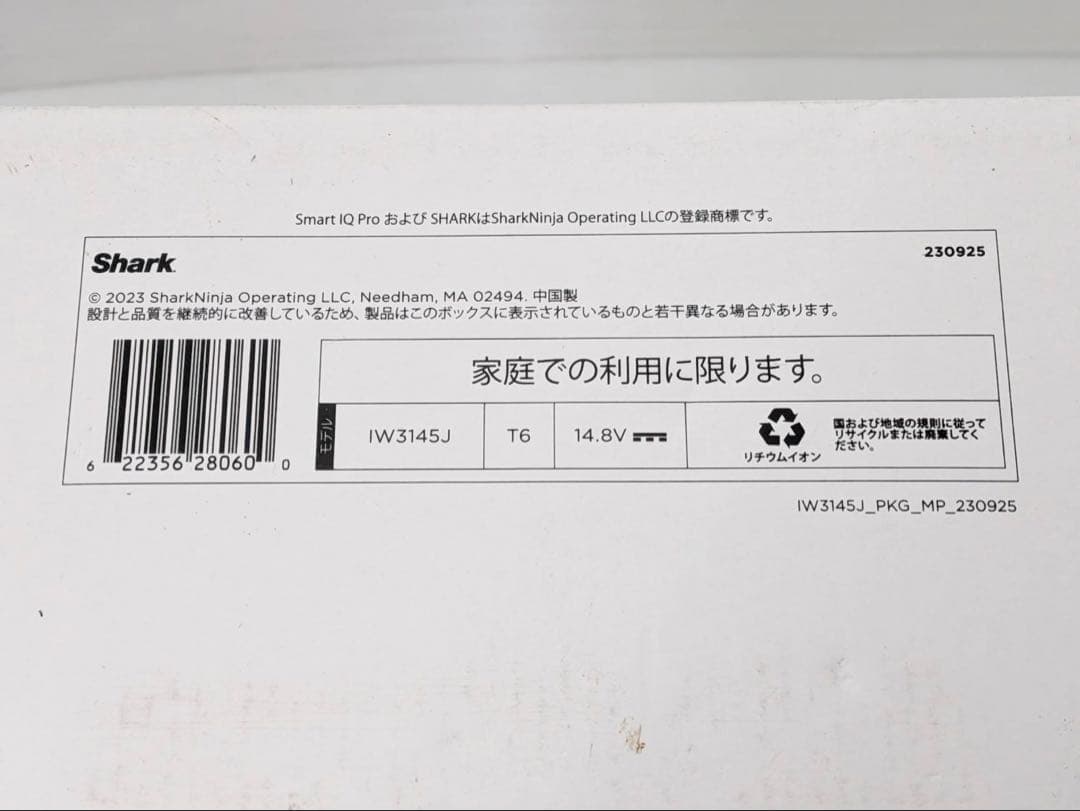 Smart IQ Pro および SHARKはSharkNinja Operating LLCの登録商標です。
Shark
230925
© 2023 SharkNinja Operating LLC, Needham, MA 02494. 中国製
設計と品質を継続的に改善しているため、製品はこのボックスに表示されているものと若干異なる場合があります。
6 22356 28060 0
家庭での利用に限ります。
モデル
IW3145J
T6
14.8V
リチウムイオン
国および地域の規則に従って
リサイクルまたは廃棄してく
ださい。
IW3145J_PKG_MP_230925